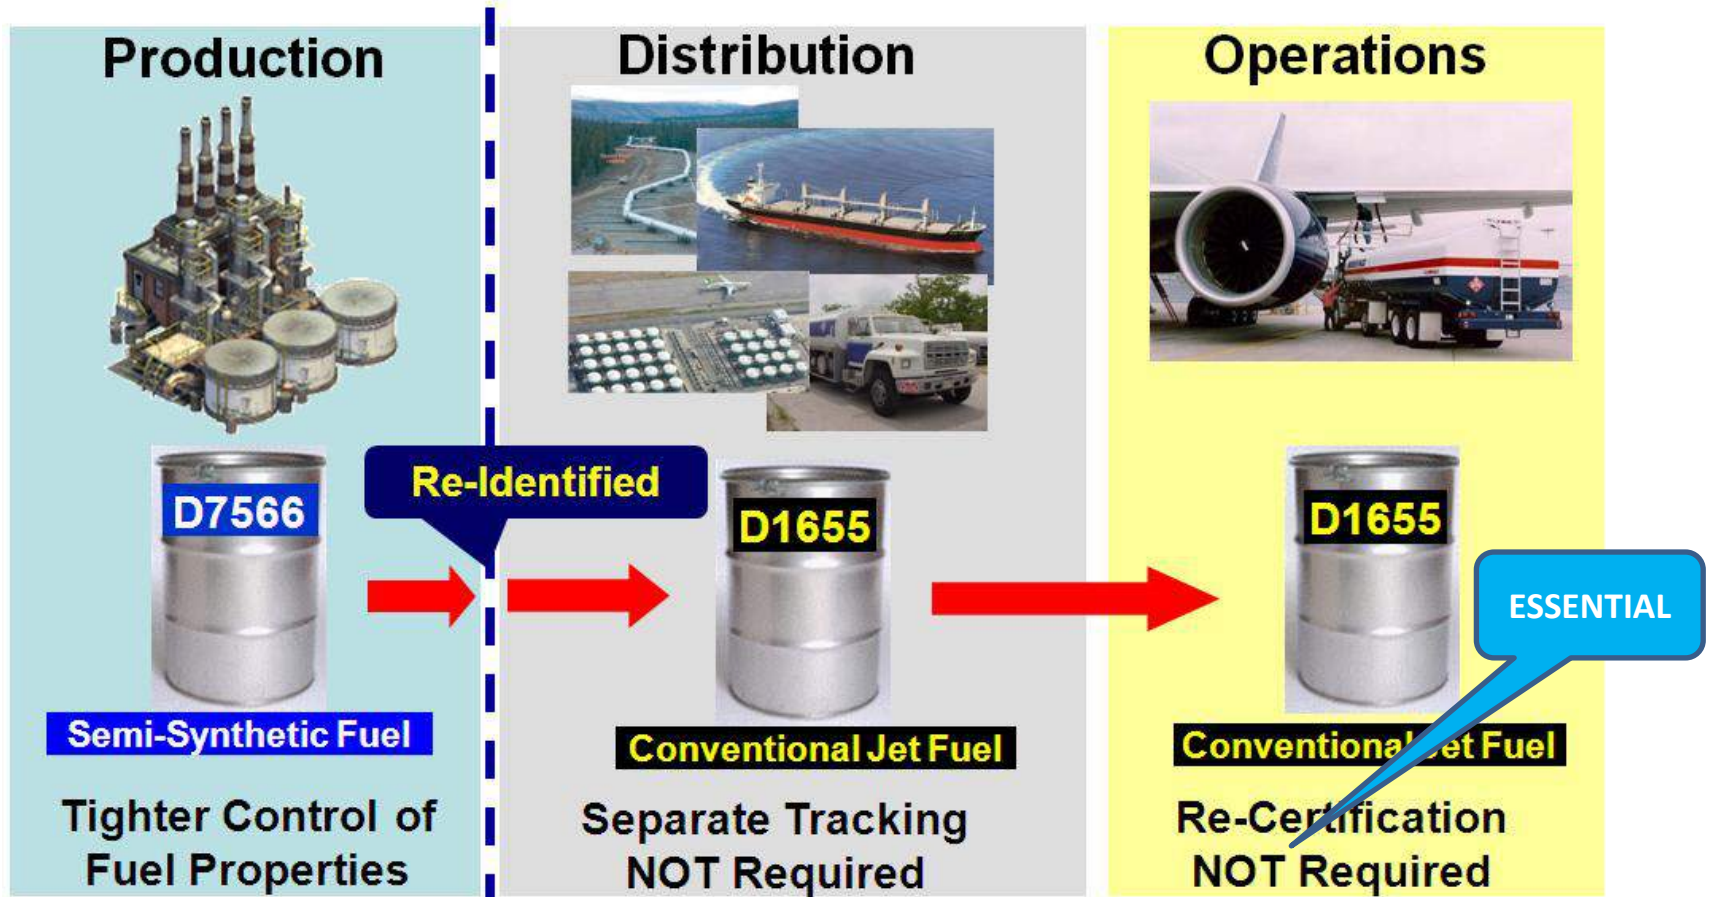 Production
D7566
Semi-Synthetic Fuel
Tighter Control of
Fuel Properties
Re-Identified
Distribution
D1655
Conventional Jet Fuel
Separate Tracking
NOT Required
Operations
D1655
ESSENTIAL
Conventional Jet Fuel
Re-Certification
NOT Required